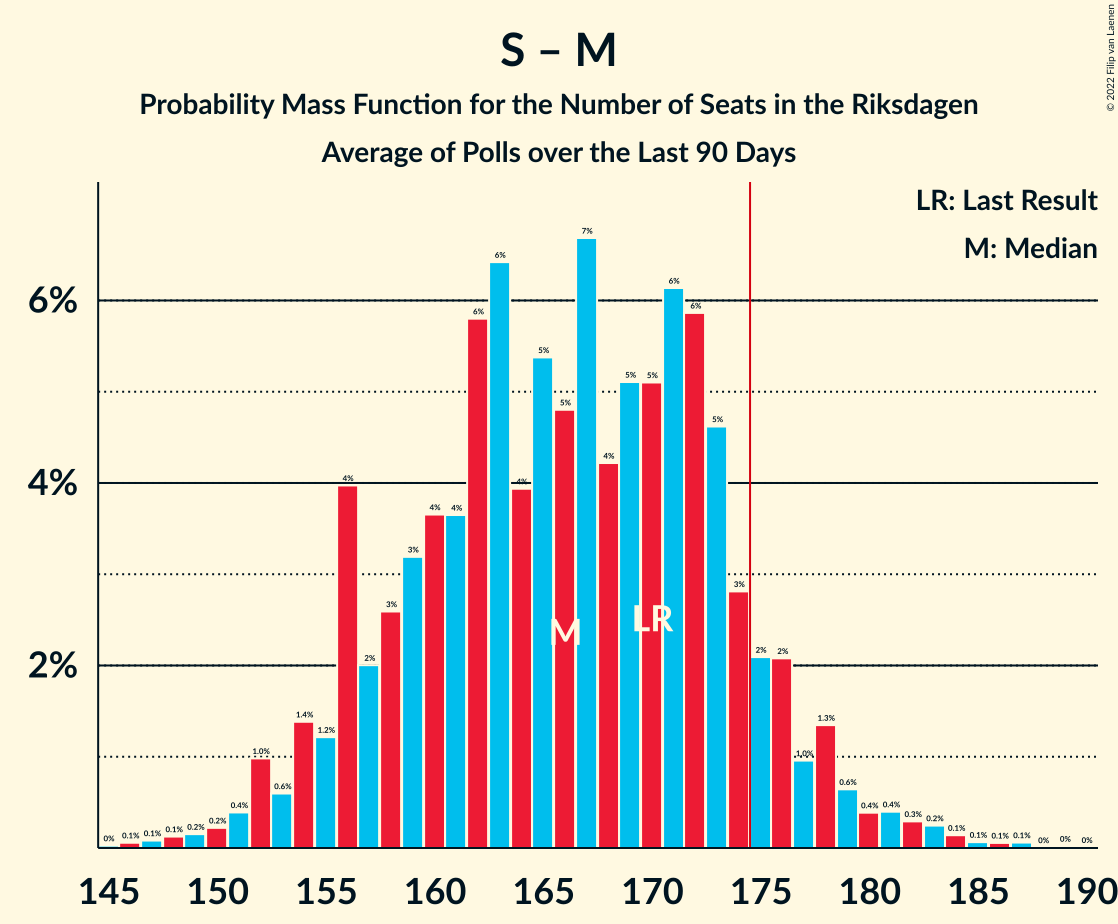 S – M
Probability Mass Function for the Number of Seats in the Riksdagen
Average of Polls over the Last 90 Days
© 2022 Filip van Laenen
LR: Last Result
M: Median
6%
4%
2%
0% 0.1% 0.1% 0.1% 0.2% 0.2% 0.4% 1.0% 0.6% 1.4% 1.2% 4% 2% 3% 3% 4% 4% 6% 6% 4% 5% 5% 7% 4% 5% 5% 6% 6% 5% 3% 2% 2% 1.0% 1.3% 0.6% 0.4% 0.4% 0.3% 0.2% 0.1% 0.1% 0.1% 0.1% 0% 0% 0%
M LR
145 150 155 160 165 170 175 180 185 190